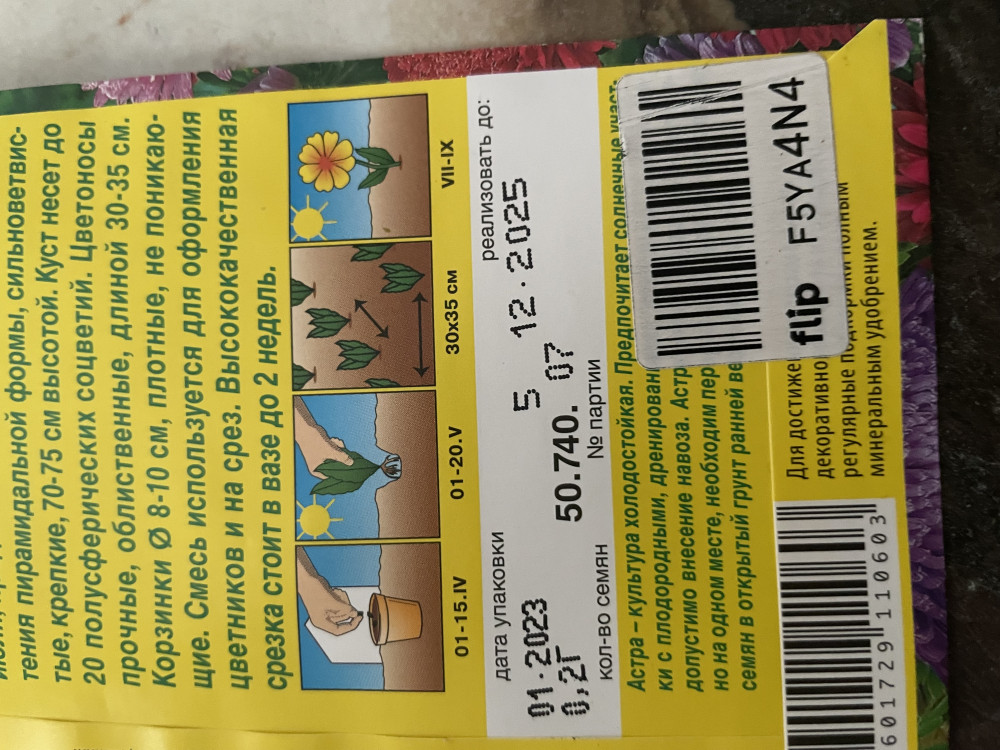 тения пирамидальной формы, сильноветвис-
тые, крепкие, 70-75 см высотой. Куст несет до
20 полусферических соцветий. Цветоносы
прочные, облиственные, длиной 30-35 см.
Корзинки Ø 8-10 см, плотные, не поникаю-
щие. Смесь используется для оформления
цветников и на срез. Высококачественная
срезка стоит в вазе до 2 недель.
01-15.IV 01-20.V 30x35 см VII-IX
дата упаковки реализовать до:
01·2023 5 12·2025
50.740. 07
0,2Г
кол-во семян № партии
Астра – культура холодостойкая. Предпочитает солнечные участ-
ки с плодородными, дренирован
допустимо внесение навоза. Астр
но на одном месте, необходим пер
семян в открытый грунт ранней ве
flip F5YA4N4
Для достиже
декоративно
регулярные подкормки полным
минеральным удобрением.
601729 110603